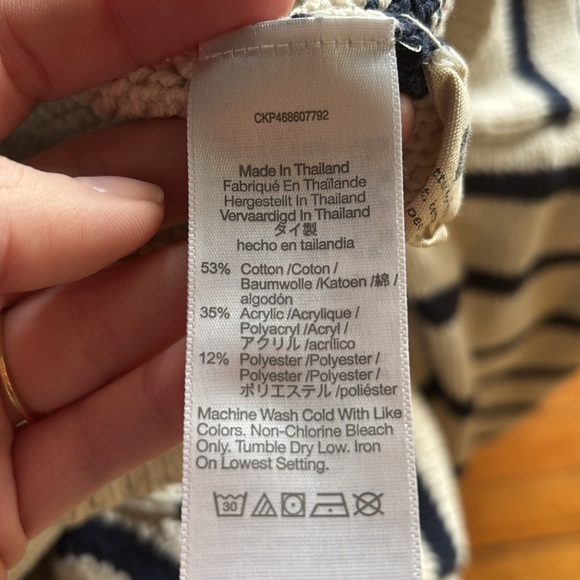 CKP468607792
Made In Thailand
Fabriqué En Thaïlande
Hergestellt In Thailand
Vervaardigd In Thailand
タイ製
hecho en tailandia
53% Cotton /Coton /
Baumwolle /Katoen /綿 /
algodón
35% Acrylic /Acrylique /
Polyacryl /Acryl /
アクリル /acrílico
12% Polyester /Polyester /
Polyester /Polyester /
ポリエステル /poliéster
Machine Wash Cold With Like
Colors. Non-Chlorine Bleach
Only. Tumble Dry Low. Iron
On Lowest Setting.
30